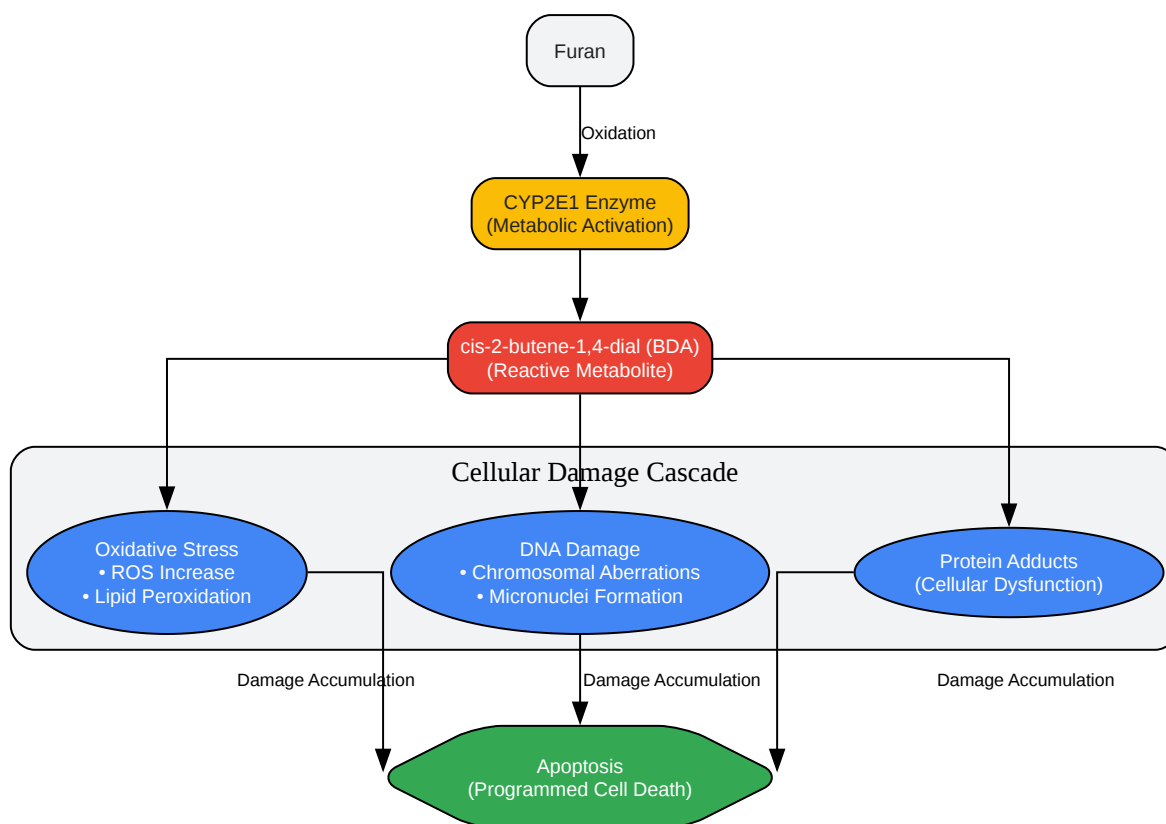 Furan
Oxidation
CYP2E1 Enzyme
(Metabolic Activation)
cis-2-butene-1,4-dial (BDA)
(Reactive Metabolite)
Cellular Damage Cascade
Oxidative Stress
• ROS Increase
• Lipid Peroxidation
DNA Damage
• Chromosomal Aberrations
• Micronuclei Formation
Protein Adducts
(Cellular Dysfunction)
Damage Accumulation
Damage Accumulation
Damage Accumulation
Apoptosis
(Programmed Cell Death)